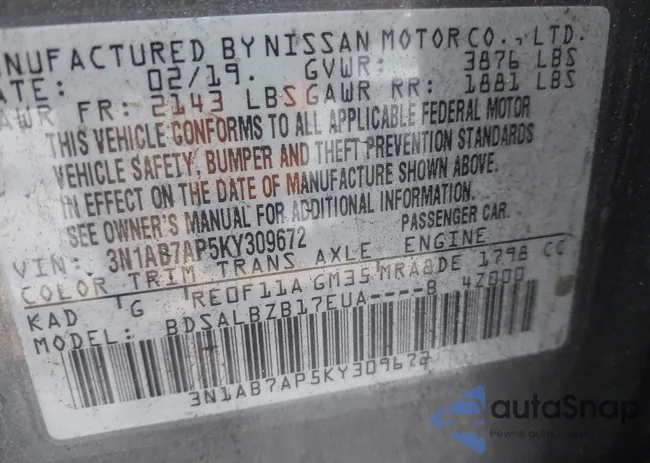 NUFACTURED BY NISSAN MOTOR CO., LTD.
ATE: 02/19. GVWR: 3876 LBS
AWR FR: 2143 LBS GAWR RR: 1881 LBS
THIS VEHICLE CONFORMS TO ALL APPLICABLE FEDERAL MOTOR
VEHICLE SAFETY, BUMPER AND THEFT PREVENTION STANDARDS
IN EFFECT ON THE DATE OF MANUFACTURE SHOWN ABOVE.
SEE OWNER'S MANUAL FOR ADDITIONAL INFORMATION.
VIN: 3N1AB7AP5KY309672 PASSENGER CAR.
COLOR TRIM TRANS AXLE ENGINE
KAD G RE0F11A GM35 MRA8DE 1798 CC
MODEL: BDSALBZB17EUA----B 4Z000
3N1AB7AP5KY309672
autaSnap
Pewne auta